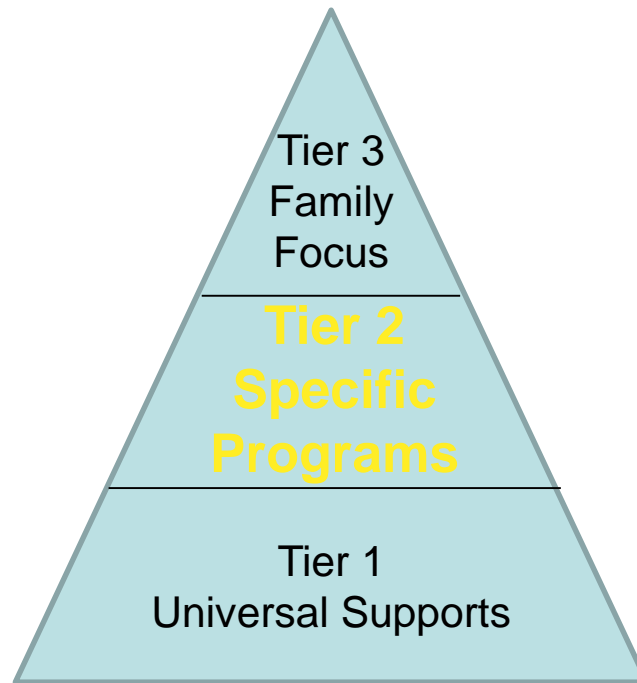 Tier 3
Family
Focus
Tier 2
Specific
Programs
Tier 1
Universal Supports